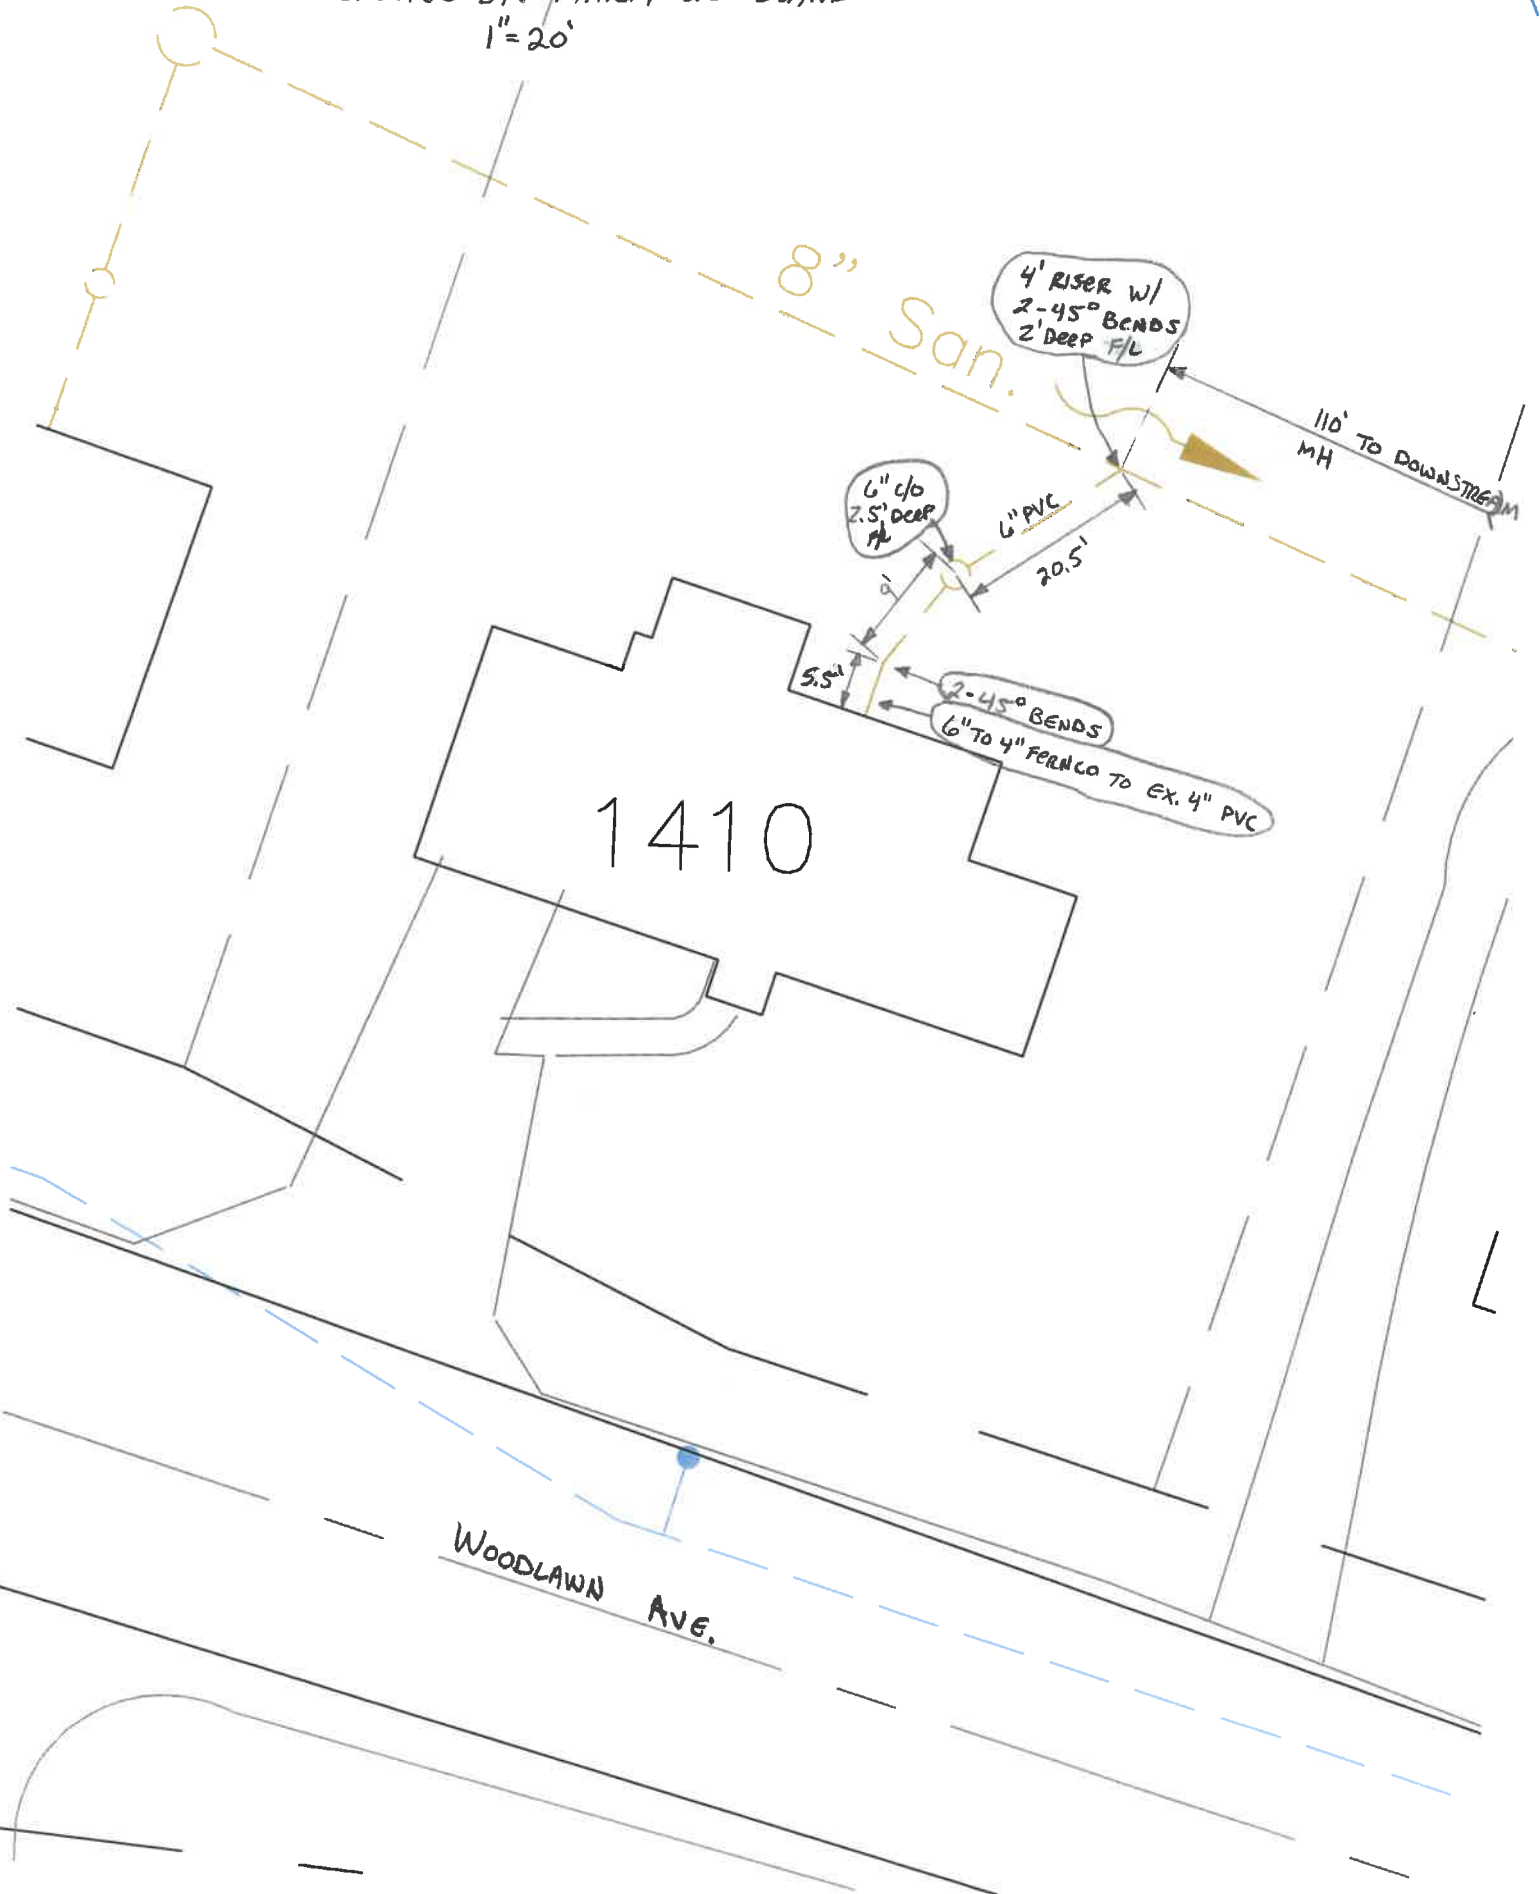 1"=20'
8" San.
4' RISER W/
2-45° BENDS
2' DEEP F/L
110' TO DOWNSTREAM
MH
6" C/O
2.5' DEEP
F/L
6" PVC
20.5'
5.5'
2-45° BENDS
6" TO 4" FERNCO TO EX. 4" PVC
1410
WOODLAWN AVE.